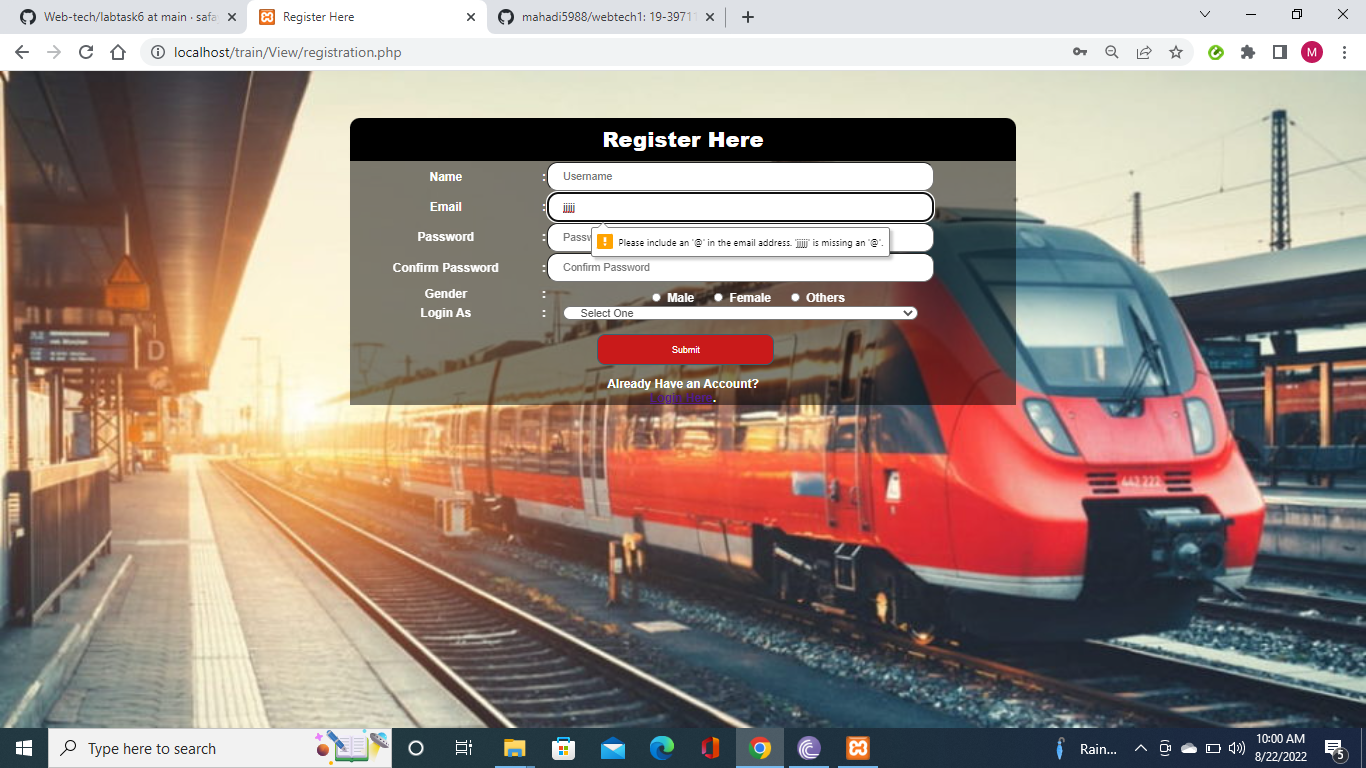 Web-tech/labtask6 at main · safa
Register Here
mahadi5988/webtech1: 19-3971
localhost/train/View/registration.php
M
Register Here
Name : Username
Email : jjjjj
Password : Passw
Please include an '@' in the email address. 'jjjjj' is missing an '@'.
Confirm Password : Confirm Password
Gender : Male Female Others
Login As : Select One
Submit
Already Have an Account?
Login Here.
D
442 222
Type here to search
Rain...
10:00 AM
8/22/2022
5